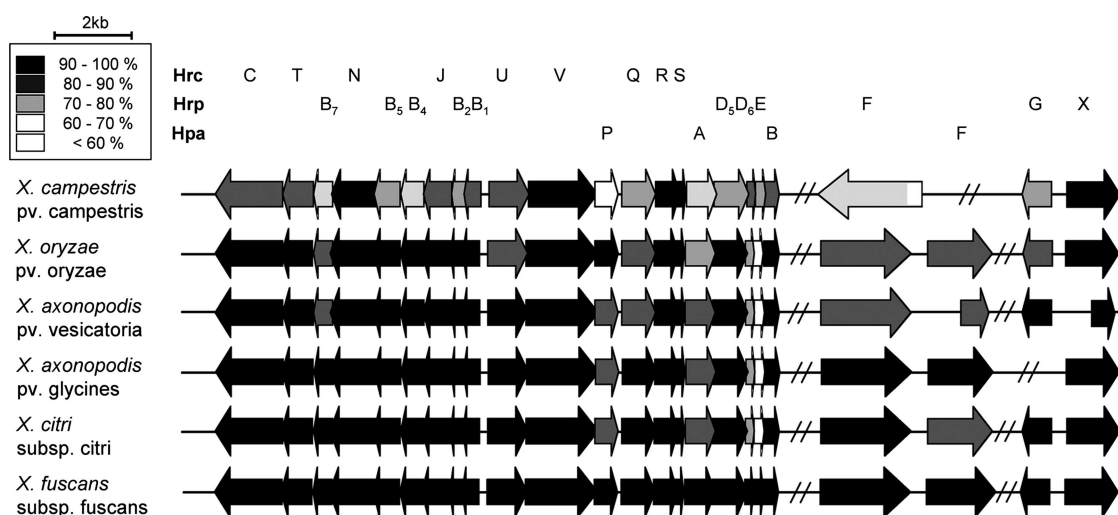 2kb
90 - 100 %
80 - 90%
70 - 80 %
60 - 70 %
< 60 %
Hrc C T N J U V Q R S
Hrp B₇ B₅ B₄ B₂B₁ D₅D₆E F G X
Hpa P A B F
X. campestris
pv. campestris
X. oryzae
pv. oryzae
X. axonopodis
pv. vesicatoria
X. axonopodis
pv. glycines
X. citri
subsp. citri
X. fuscans
subsp. fuscans